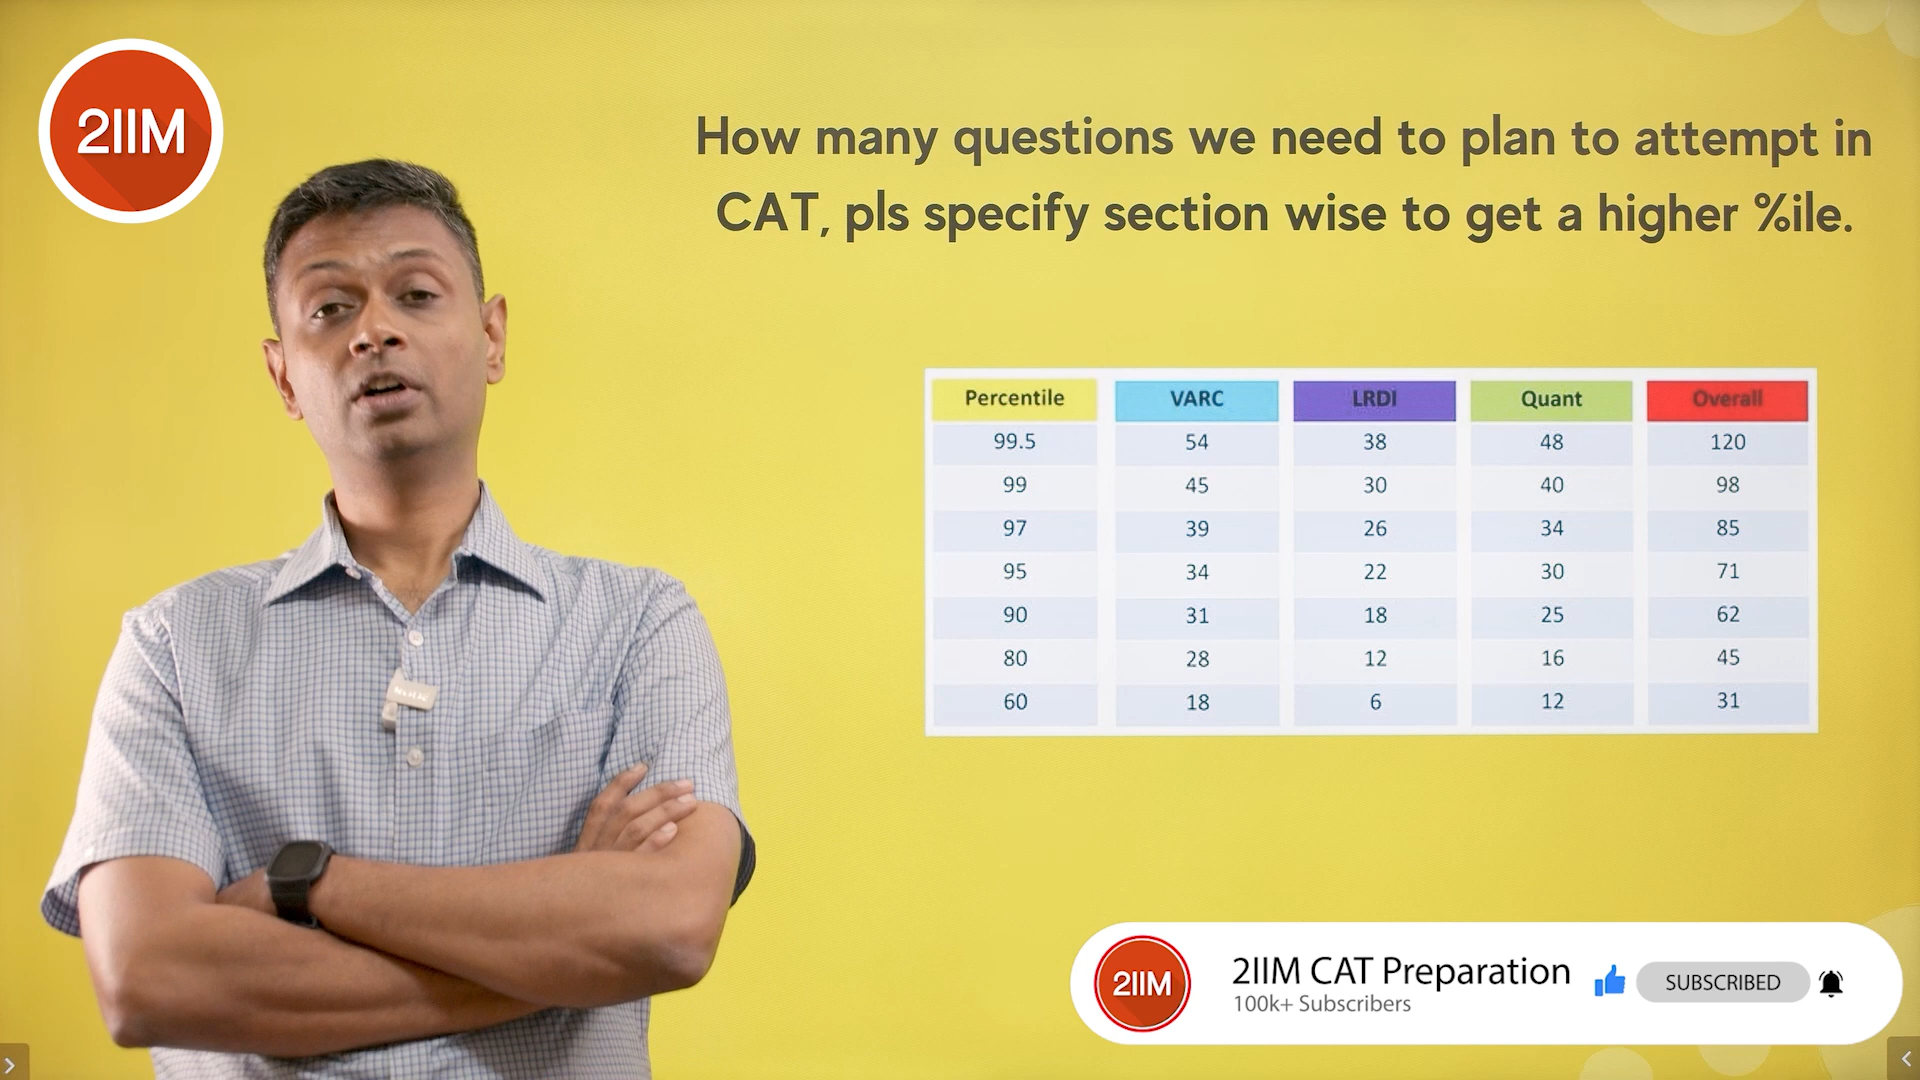 2IIM
How many questions we need to plan to attempt in
CAT, pls specify section wise to get a higher %ile.
Percentile VARC LRDI Quant Overall
99.5 54 38 48 120
99 45 30 40 98
97 39 26 34 85
95 34 22 30 71
90 31 18 25 62
80 28 12 16 45
60 18 6 12 31
2IIM
2IIM CAT Preparation
100k+ Subscribers
SUBSCRIBED